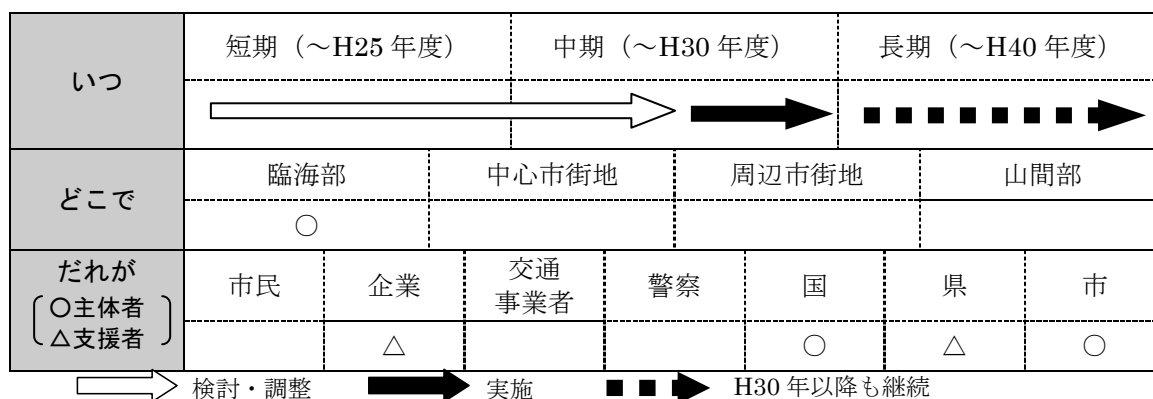 いつ
短期(~H25年度) 中期(~H30年度) 長期(~H40年度)
どこで
臨海部 中心市街地 周辺市街地 山間部
○
だれが
○主体者
△支援者
市民 企業 交通事業者 警察 国 県 市
△ ○ △ ○
検討・調整 実施 H30年以降も継続